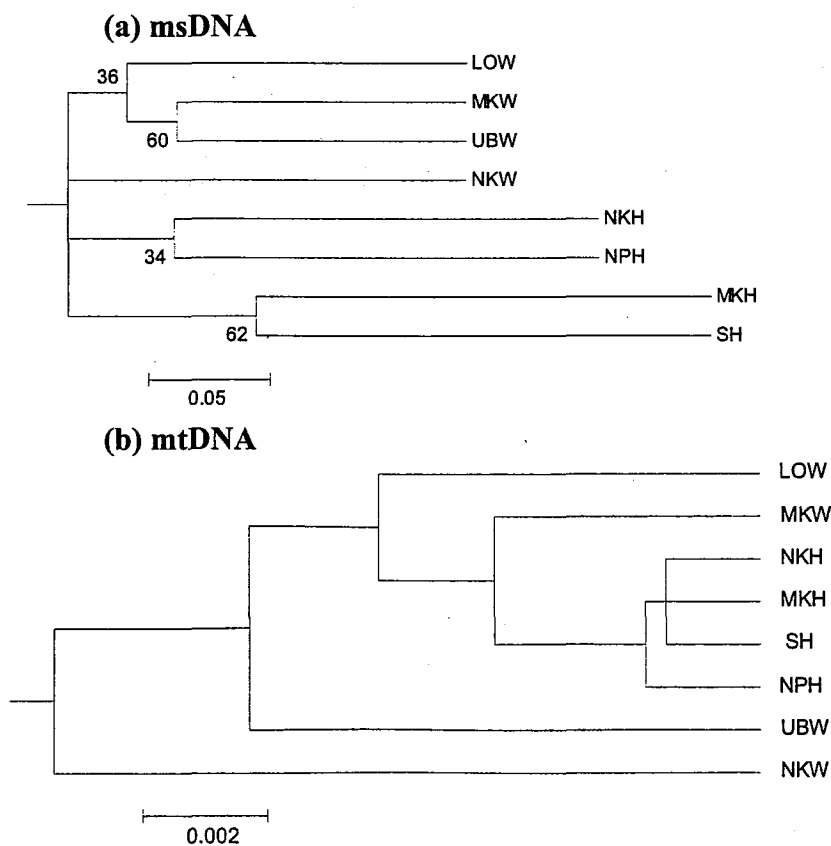 (a) msDNA
LOW
36
MKW
60
UBW
NKW
NKH
34
NPH
MKH
62
SH
0.05
(b) mtDNA
LOW
MKW
NKH
MKH
SH
NPH
UBW
NKW
0.002